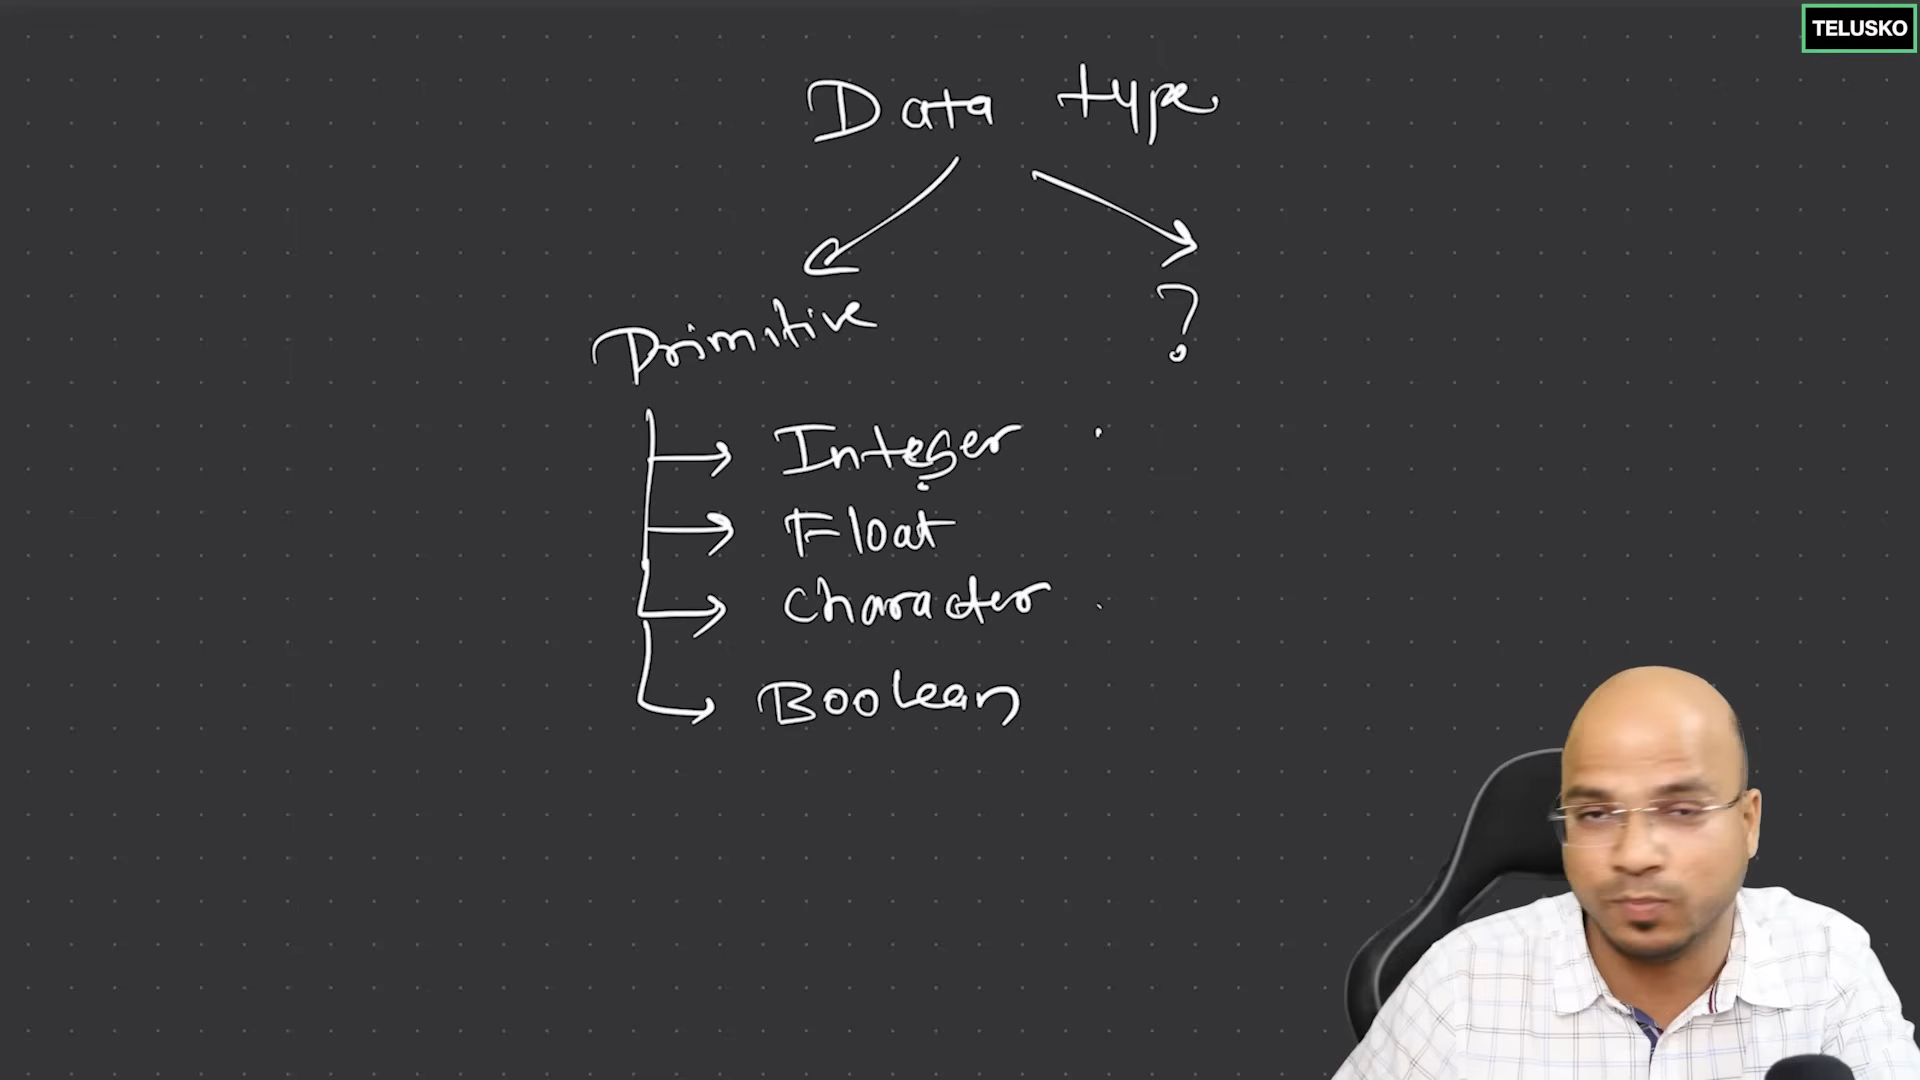 TELUSKO
Data type
Primitive
?
Integer
Float
Character
Boolean